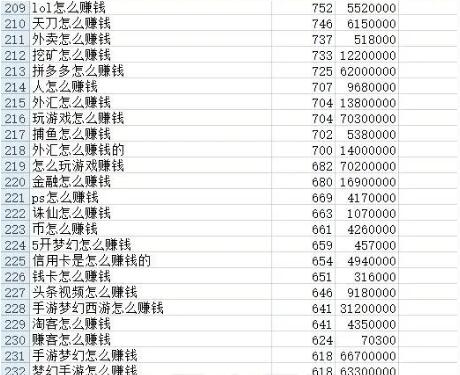 209 lol怎么赚钱 752 5520000
210 天刀怎么赚钱 746 6150000
211 外卖怎么赚钱 737 518000
212 挖矿怎么赚钱 733 12200000
213 拼多多怎么赚钱 725 62000000
214 人怎么赚钱 707 9680000
215 外汇怎么赚钱 704 13800000
216 玩游戏怎么赚钱 704 70300000
217 捕鱼怎么赚钱 702 5380000
218 外汇怎么赚钱的 700 14000000
219 怎么玩游戏赚钱 682 70200000
220 金融怎么赚钱 680 16900000
221 ps怎么赚钱 669 4170000
222 诛仙怎么赚钱 663 1070000
223 币怎么赚钱 661 4260000
224 5开梦幻怎么赚钱 659 457000
225 信用卡是怎么赚钱的 654 4940000
226 钱卡怎么赚钱 651 316000
227 头条视频怎么赚钱 646 9180000
228 手游梦幻西游怎么赚钱 641 31200000
229 淘客怎么赚钱 641 4350000
230 赚客怎么赚钱 624 70300
231 手游梦幻怎么赚钱 618 66700000
232 梦幻手游怎么赚钱 618 63300000